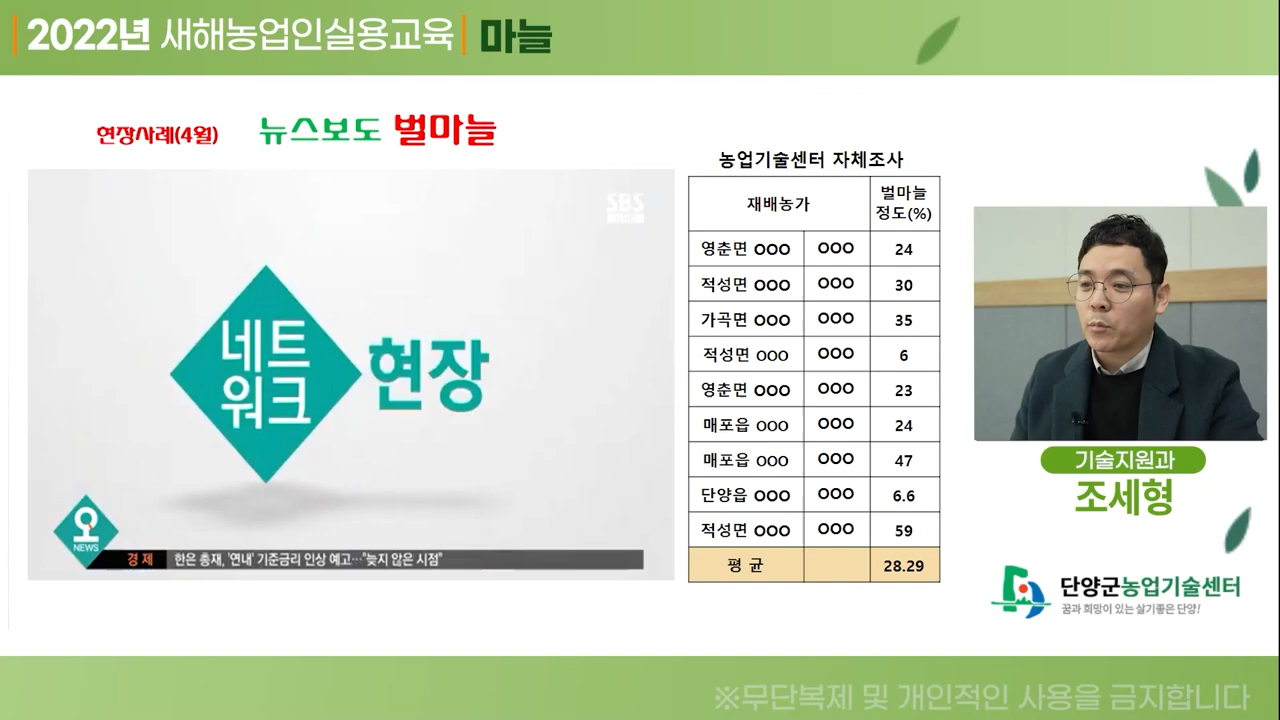 2022년 새해농업인실용교육 마늘
현장사례(4월) 뉴스보도 벌마늘
SBS
네트
워크
현장
오
NEWS
경제 한은 총재, '연내' 기준금리 인상 예고…"늦지 않은 시점"
농업기술센터 자체조사
재배농가 벌마늘 정도(%)
영춘면 OOO OOO 24
적성면 OOO OOO 30
가곡면 OOO OOO 35
적성면 OOO OOO 6
영춘면 OOO OOO 23
매포읍 OOO OOO 24
매포읍 OOO OOO 47
단양읍 OOO OOO 6.6
적성면 OOO OOO 59
평 균 28.29
기술지원과
조세형
단양군농업기술센터
꿈과 희망이 있는 살기좋은 단양!
※무단복제 및 개인적인 사용을 금지합니다